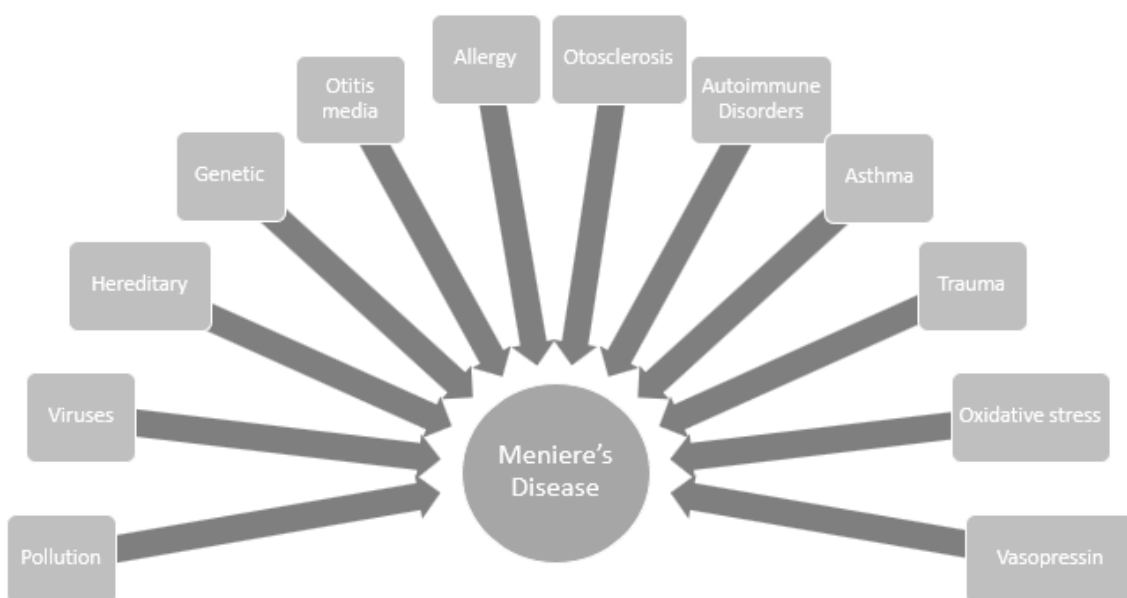 Allergy
Otosclerosis
Otitis
media
Autoimmune
Disorders
Genetic
Asthma
Hereditary
Trauma
Viruses
Oxidative stress
Meniere’s
Disease
Pollution
Vasopressin